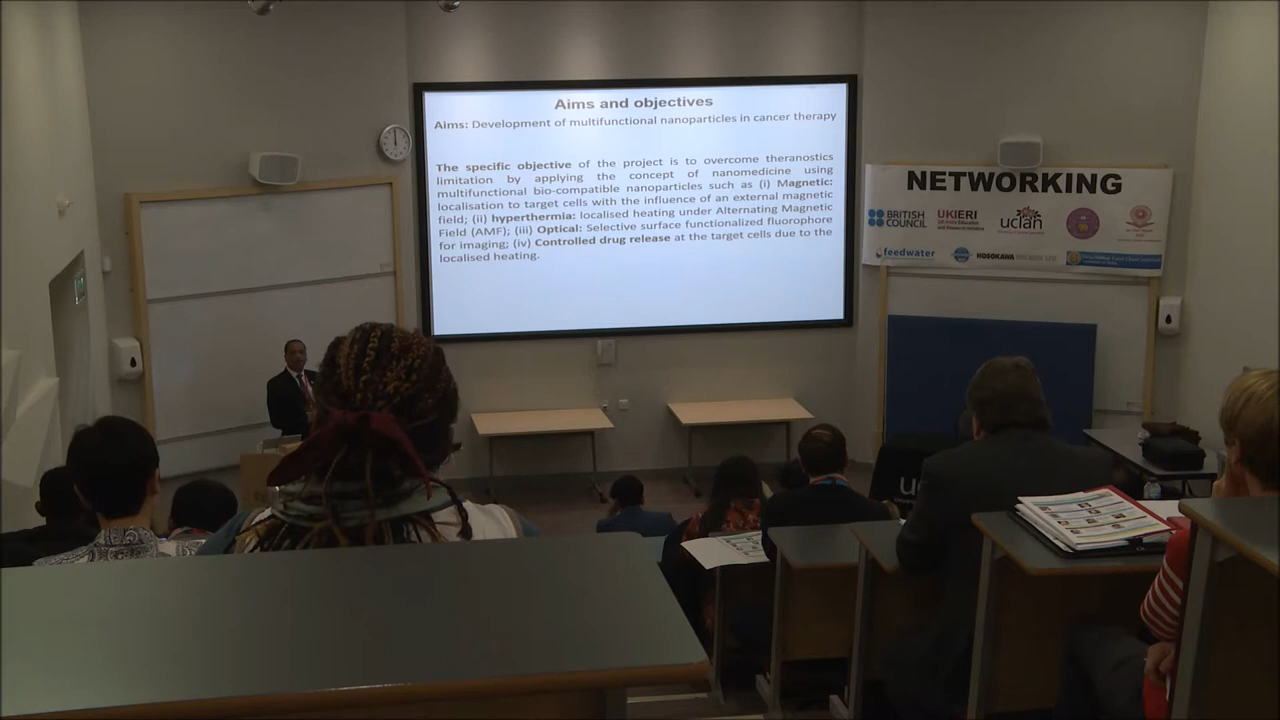 Aims and objectives
Aims: Development of multifunctional nanoparticles in cancer therapy
The specific objective of the project is to overcome theranostics
limitation by applying the concept of nanomedicine using
multifunctional bio-compatible nanoparticles such as (i) Magnetic:
localisation to target cells with the influence of an external magnetic
field; (ii) hyperthermia: localised heating under Alternating Magnetic
Field (AMF); (iii) Optical: Selective surface functionalized fluorophore
for imaging; (iv) Controlled drug release at the target cells due to the
localised heating.
NETWORKING
BRITISH
COUNCIL
UKIERI
uclan
feedwater
HOSOKAWA